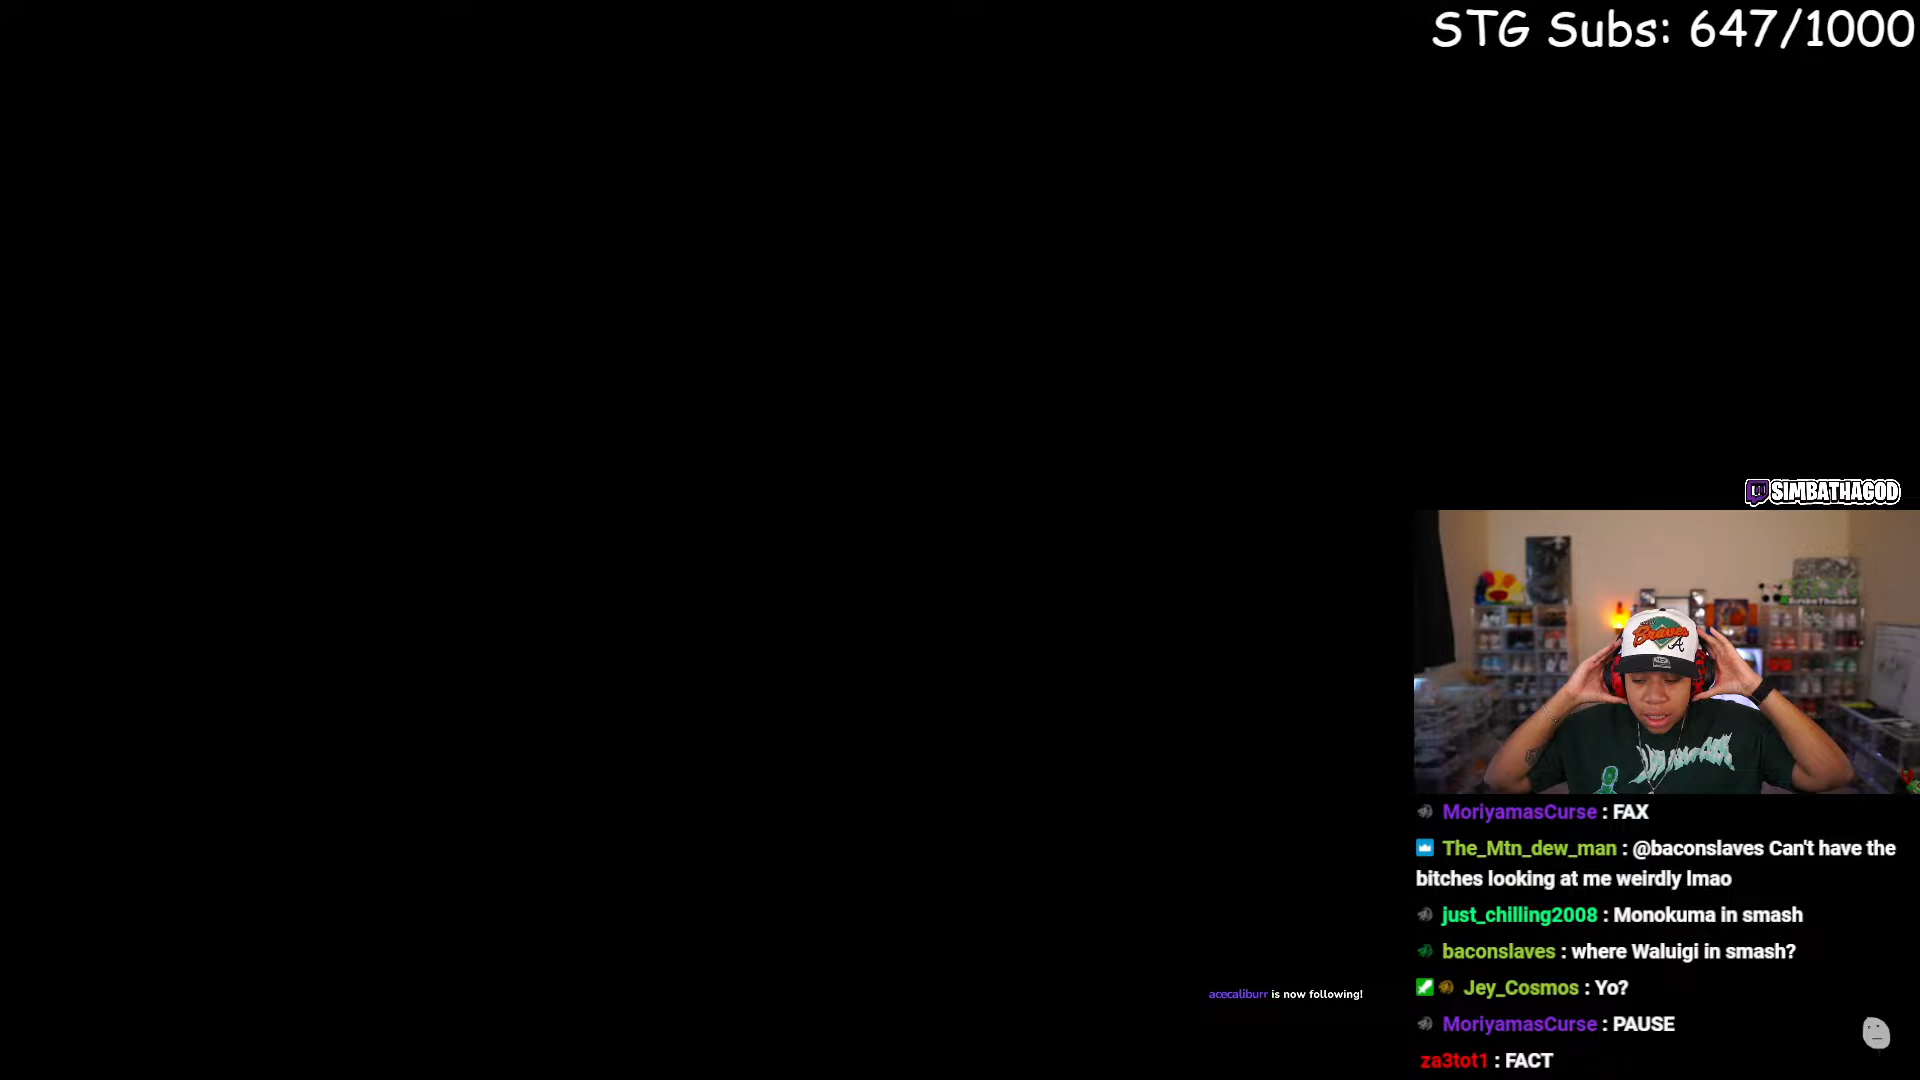 STG Subs: 647/1000
SIMBATHAGOD
Braves
A
MoriyamasCurse : FAX
The_Mtn_dew_man : @baconslaves Can't have the
bitches looking at me weirdly lmao
just_chilling2008 : Monokuma in smash
baconslaves : where Waluigi in smash?
acecaliburr is now following!
Jey_Cosmos : Yo?
MoriyamasCurse : PAUSE
za3tot1 : FACT